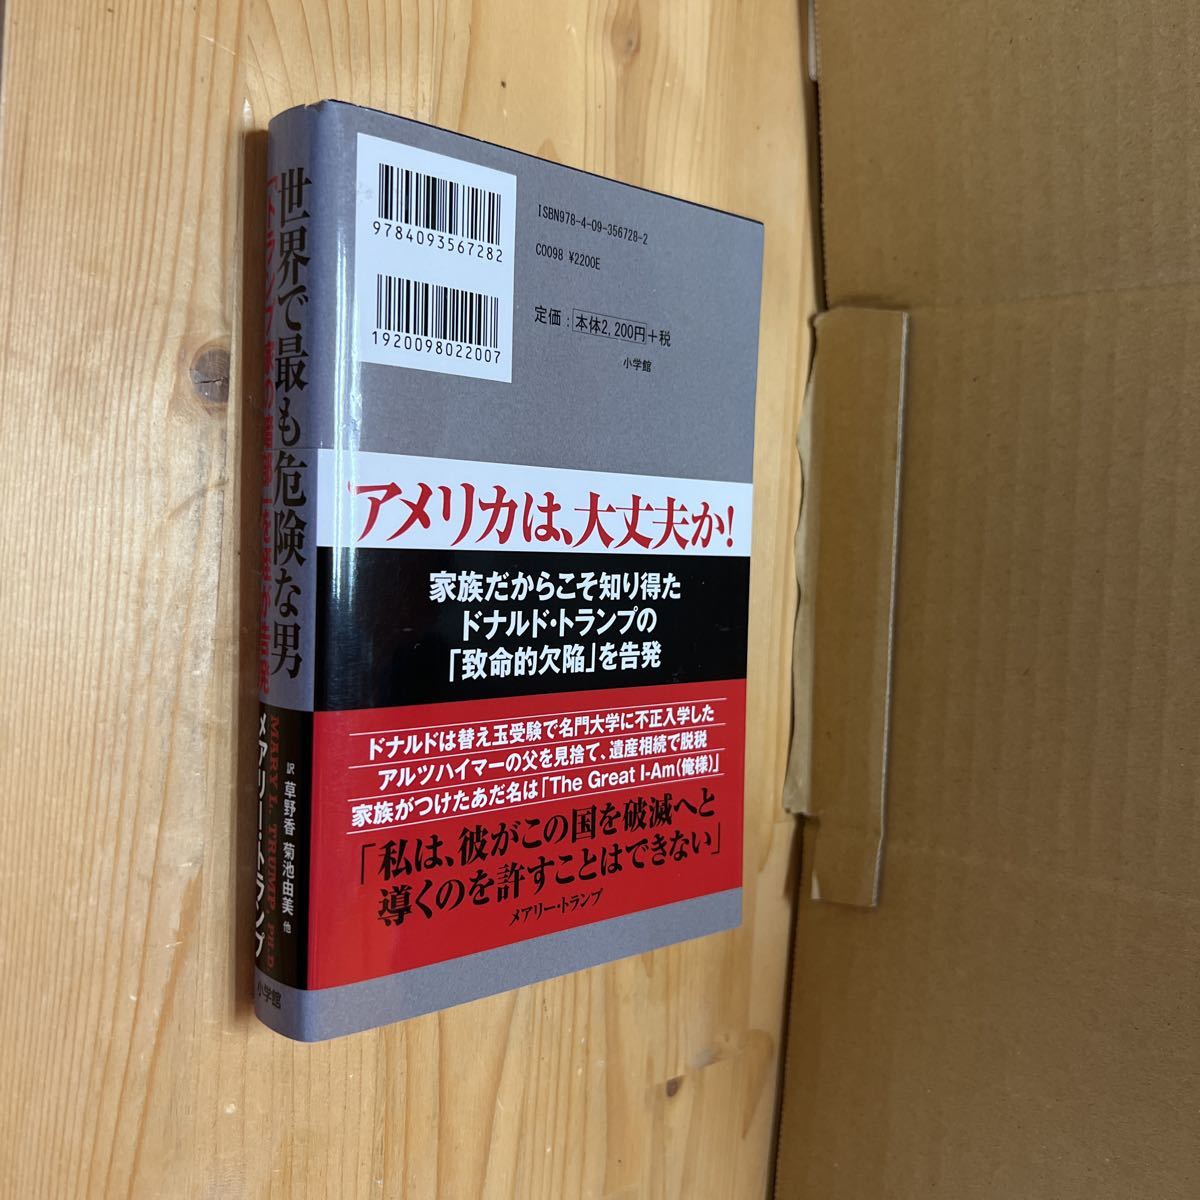 世界で最も危険な男
「トランプ家の暗部」を姪が告発
MARY L. TRUMP, PH.D.
メアリー・トランプ
訳 草野香 菊池由美 他
小学館
9784093567282
1920098022007
ISBN978-4-09-356728-2
C0098 ¥2200E
定価:本体2,200円+税
小学館
アメリカは、大丈夫か!
家族だからこそ知り得た
ドナルド・トランプの
「致命的欠陥」を告発
ドナルドは替え玉受験で名門大学に不正入学した
アルツハイマーの父を見捨て、遺産相続で脱税
家族がつけたあだ名は「The Great I-Am(俺様)」
「私は、彼がこの国を破滅へと
導くのを許すことはできない」
メアリー・トランプ